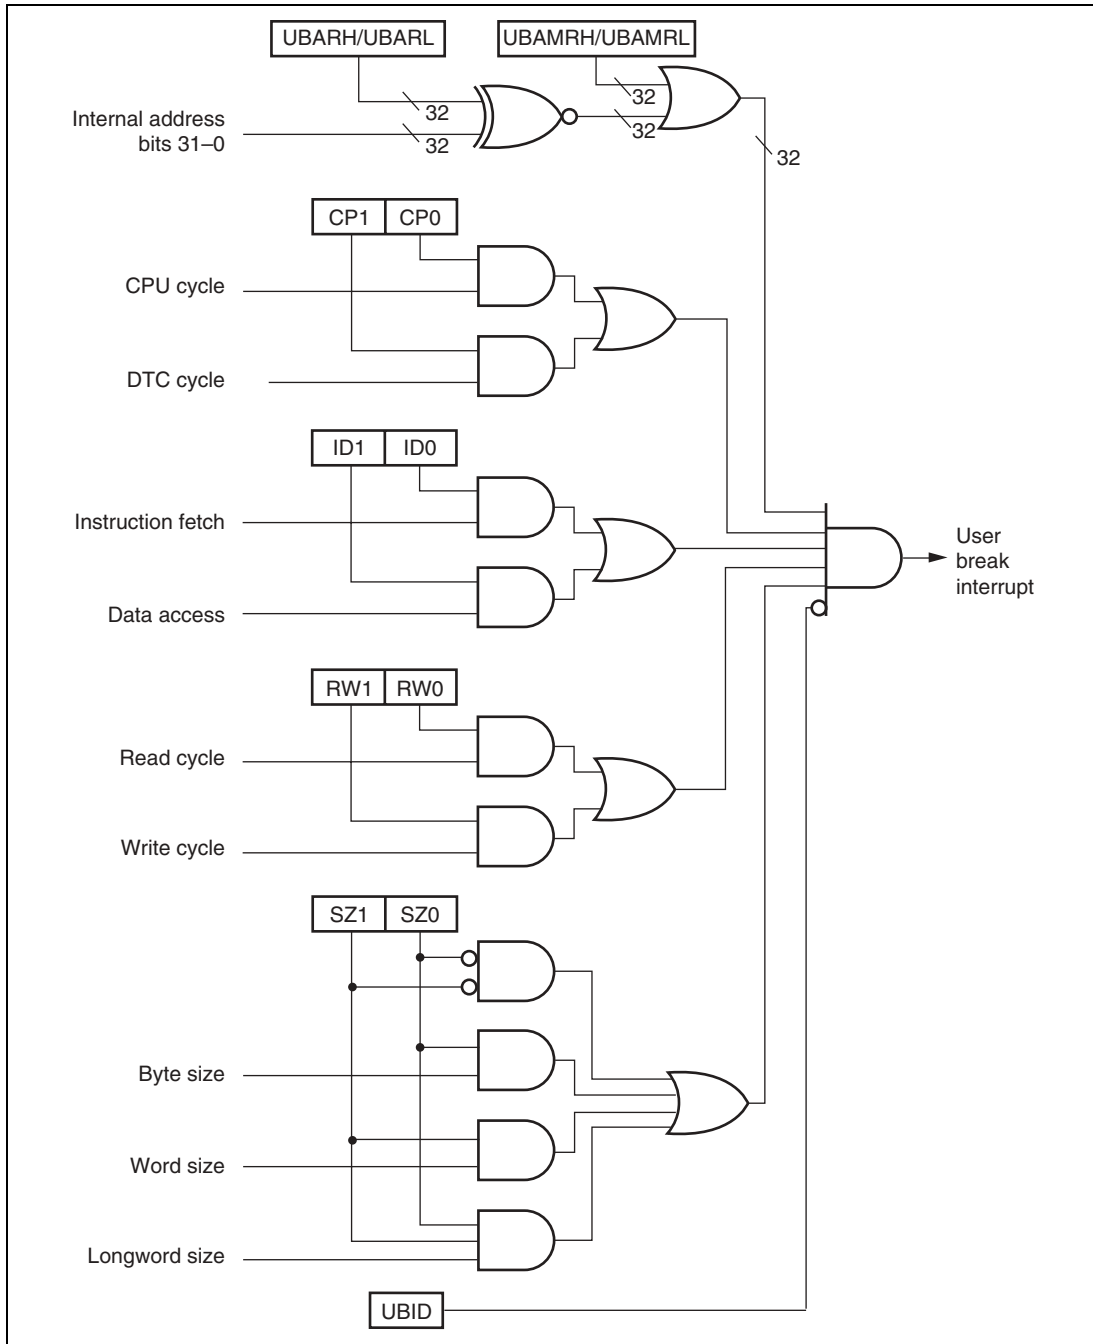 UBARH/UBARL
UBAMRH/UBAMRL
32
32
32
32
32
Internal address
bits 31–0
CP1 CP0
CPU cycle
DTC cycle
ID1 ID0
Instruction fetch
Data access
User
break
interrupt
RW1 RW0
Read cycle
Write cycle
SZ1 SZ0
Byte size
Word size
Longword size
UBID